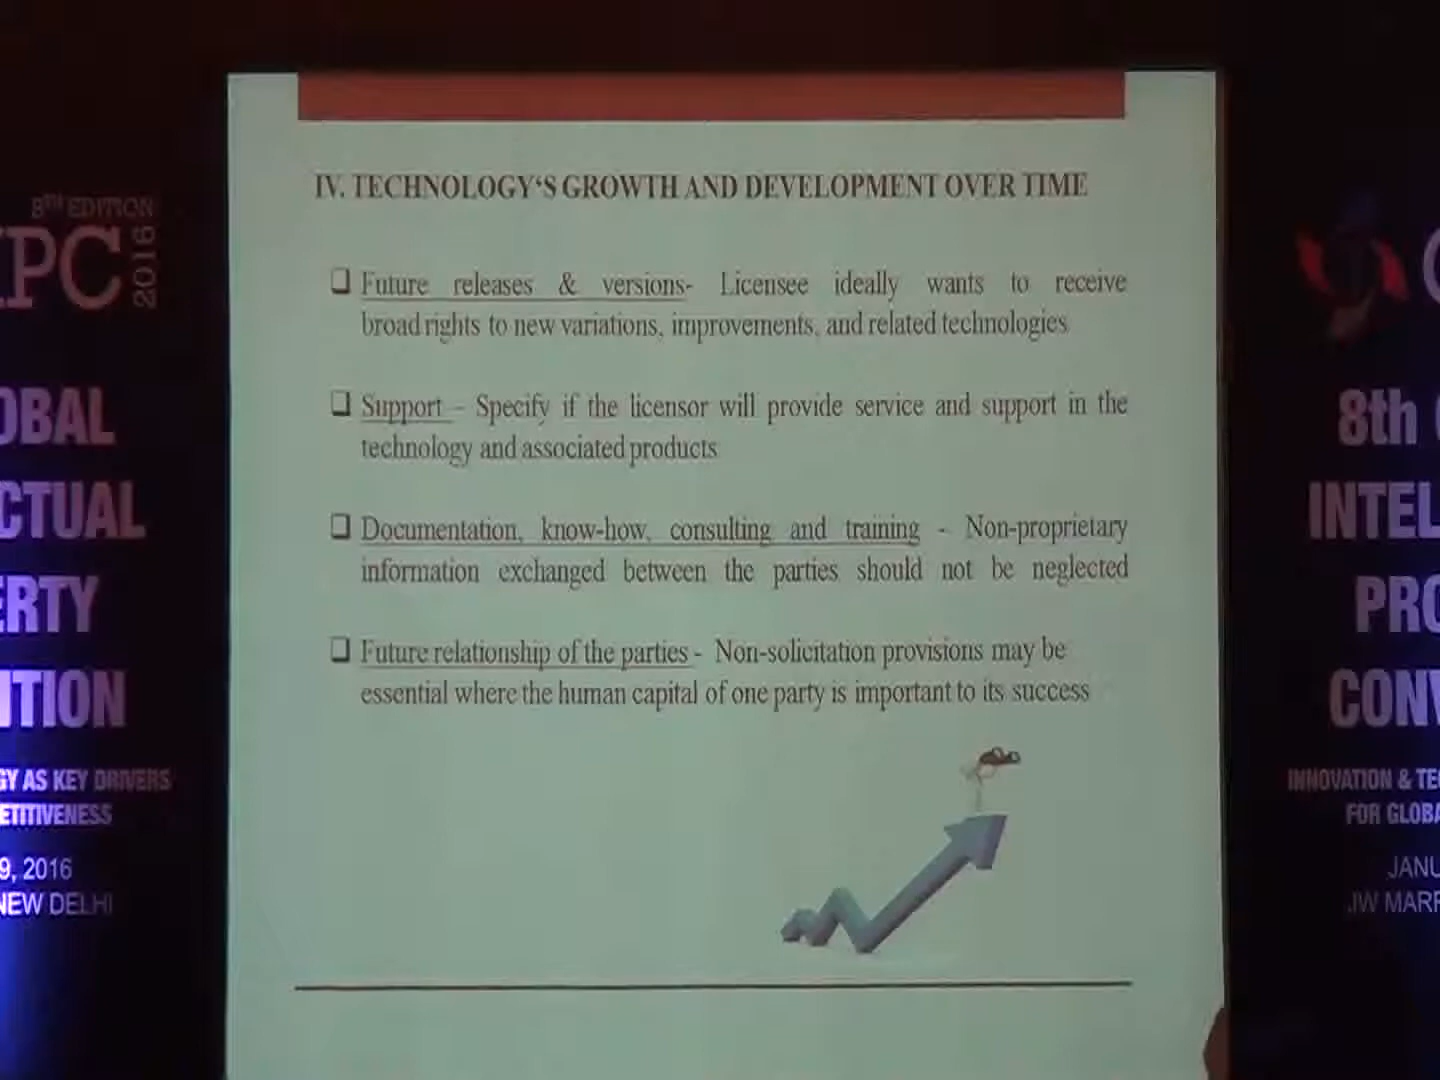 8TH EDITION
IPC
2016
OBAL
CTUAL
ERTY
NTION
GY AS KEY DRIVERS
ETITIVENESS
9, 2016
NEW DELHI
IV. TECHNOLOGY‘S GROWTH AND DEVELOPMENT OVER TIME
❑ Future releases & versions- Licensee ideally wants to receive
broad rights to new variations, improvements, and related technologies
❑ Support – Specify if the licensor will provide service and support in the
technology and associated products
❑ Documentation, know-how, consulting and training - Non-proprietary
information exchanged between the parties should not be neglected
❑ Future relationship of the parties - Non-solicitation provisions may be
essential where the human capital of one party is important to its success
8th
INTEL
PRO
CONV
INNOVATION & TEC
FOR GLOBA
JANU
JW MARR